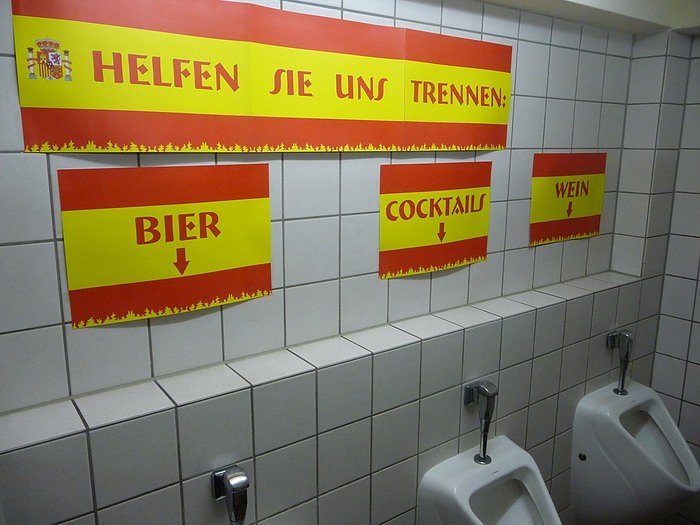 HELFEN SIE UNS TRENNEN:
BIER
COCKTAILS
WEIN